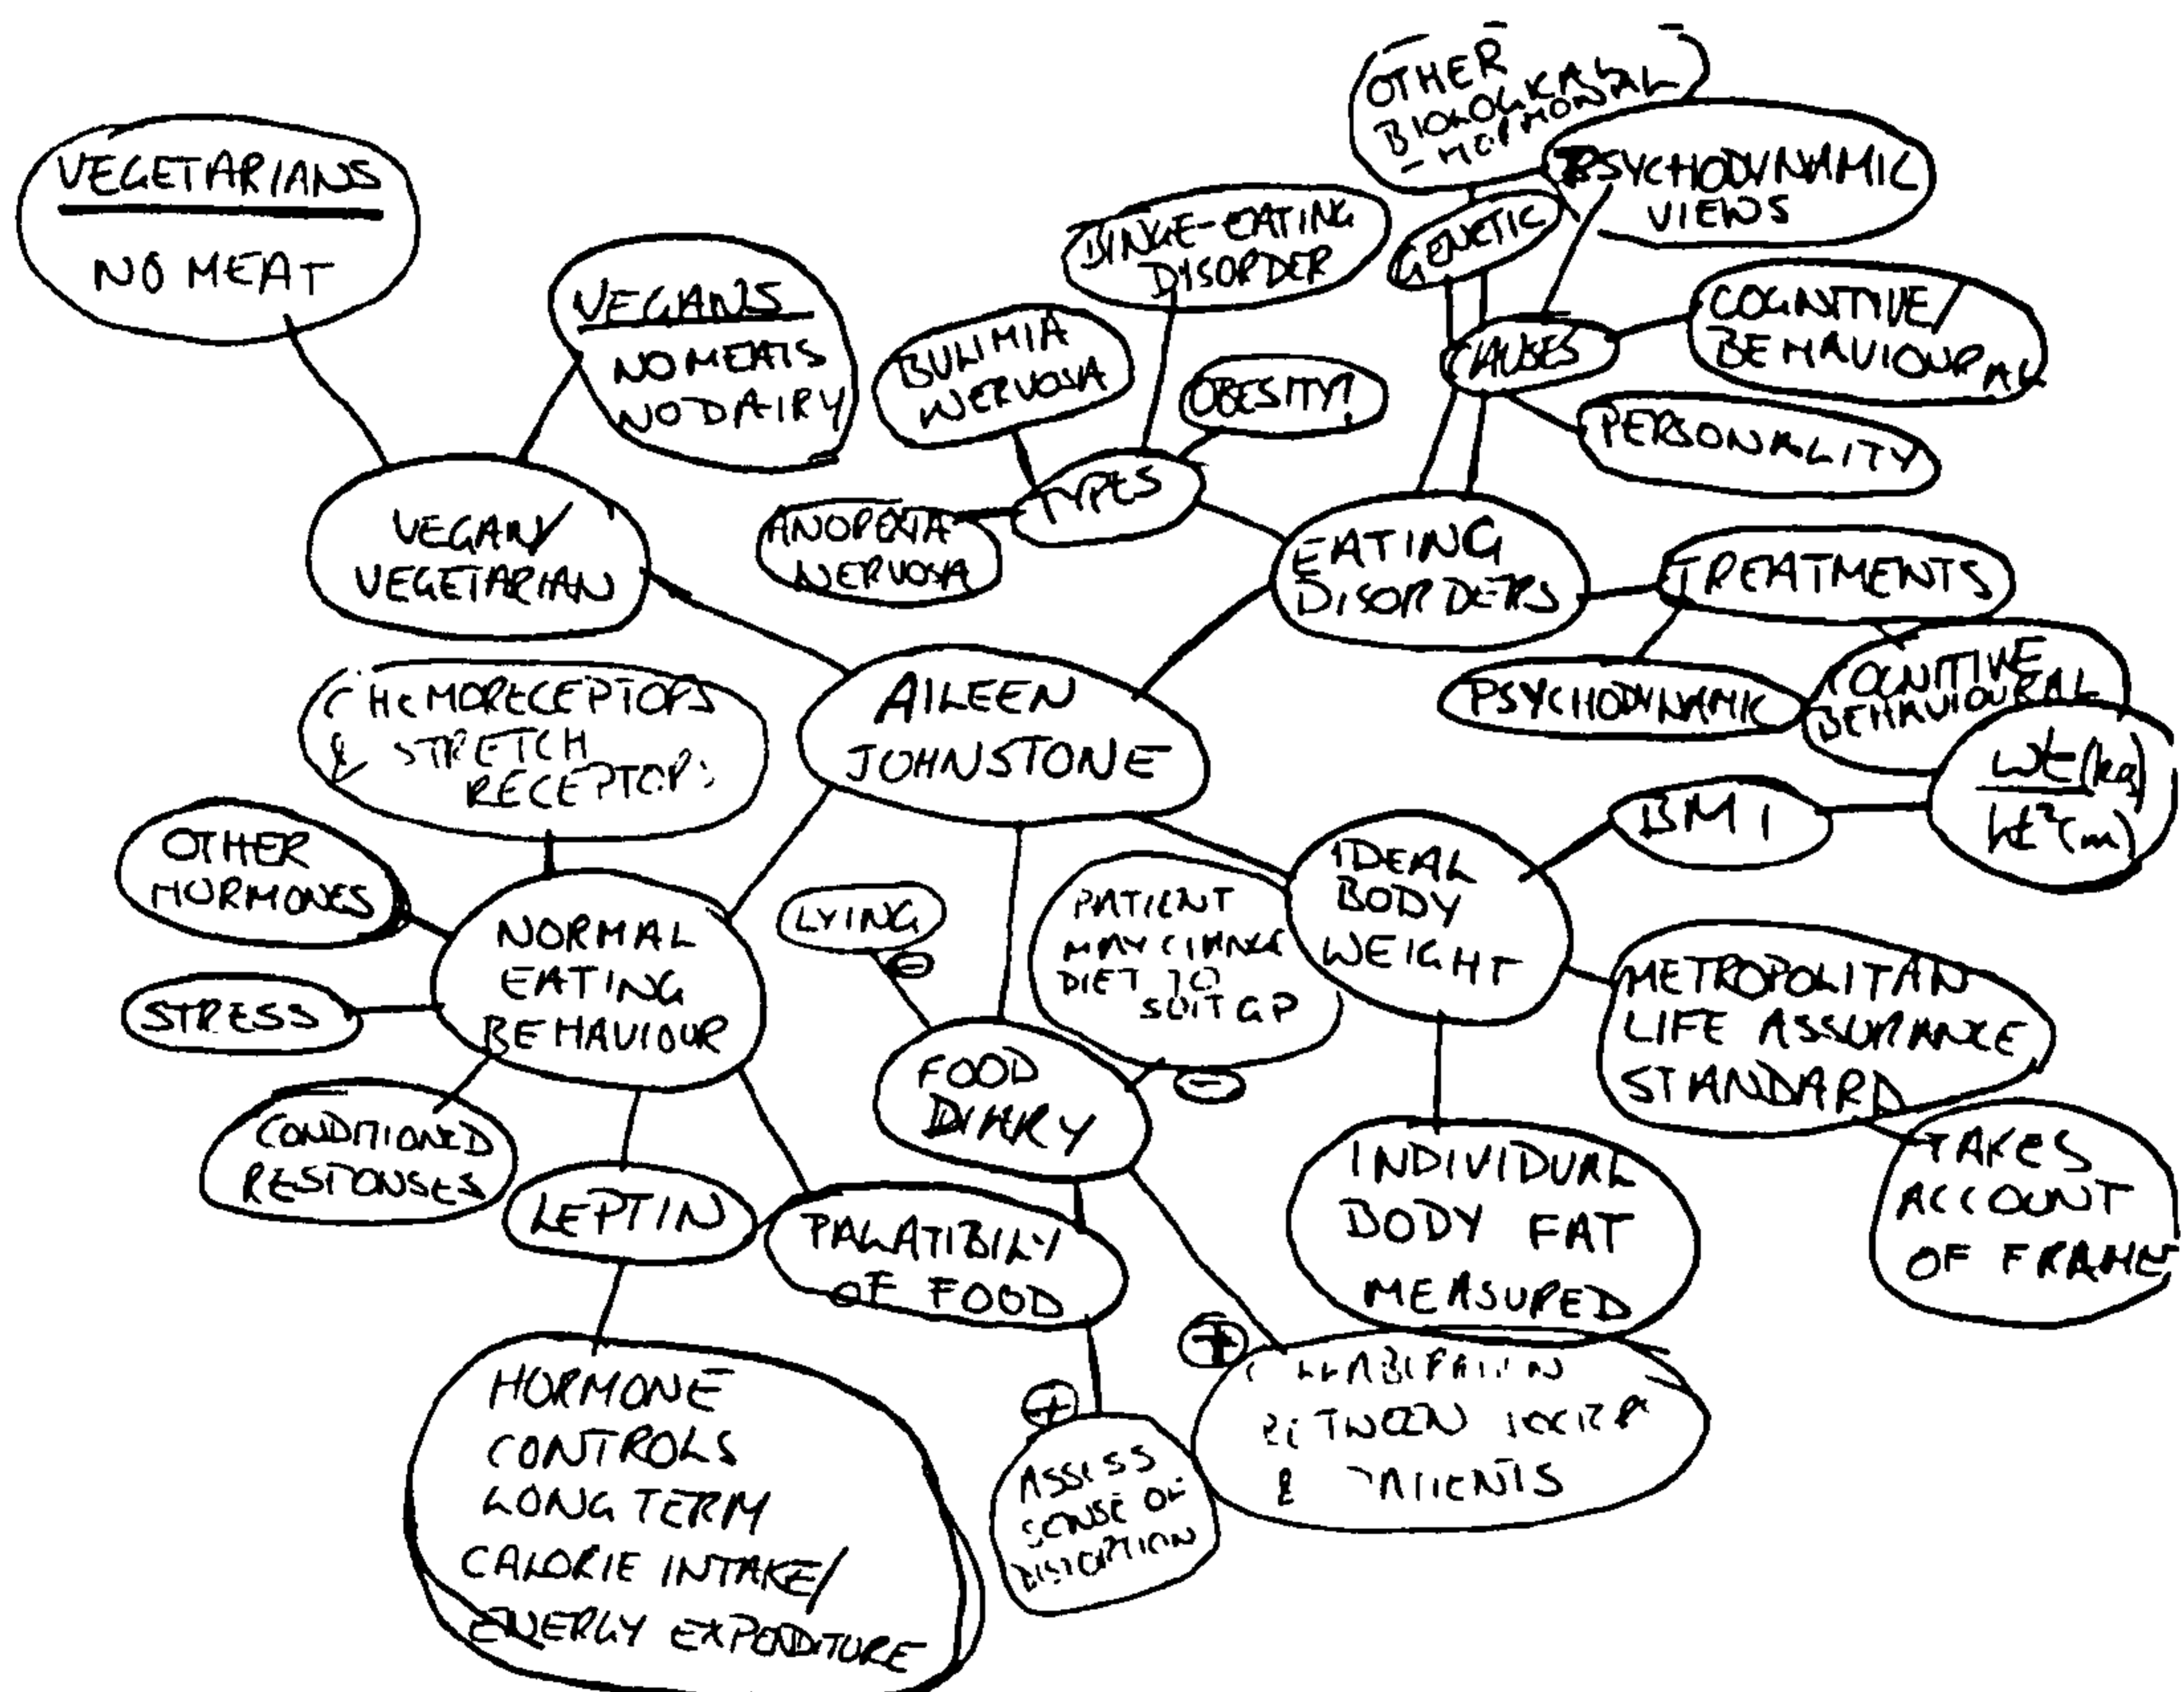 OTHER
BIOLOGICAL
- HORMONAL
PSYCHODYNAMIC
VIEWS
VEGETARIANS
NO MEAT
BINGE-EATING
DISORDER
GENETIC
VEGANS
NO MEATS
NO DAIRY
BULIMIA
NERVOSA
OBESITY?
CAUSES
COGNITIVE/
BEHAVIOURAL
PERSONALITY
TYPES
ANOREXIA
NERVOSA
VEGAN/
VEGETARIAN
EATING
DISORDERS
TREATMENTS
PSYCHODYNAMIC
COGNITIVE
BEHAVIOURAL
CHEMORECEPTORS
& STRETCH
RECEPTORS
AILEEN
JOHNSTONE
BMI
wt (kg)
ht² (m)
OTHER
HORMONES
NORMAL
EATING
BEHAVIOUR
LYING
-
PATIENT
MAY CHANGE
DIET TO
SUIT GP
-
IDEAL
BODY
WEIGHT
METROPOLITAN
LIFE ASSURANCE
STANDARD
STRESS
FOOD
DIARY
CONDITIONED
RESPONSES
LEPTIN
PALATIBILY
OF FOOD
INDIVIDUAL
BODY FAT
MEASURED
TAKES
ACCOUNT
OF FRAME
HORMONE
CONTROLS
LONG TERM
CALORIE INTAKE/
ENERGY EXPENDITURE
+
ASSESS
SENSE OF
DISTORTION
+
BETWEEN
& PATIENTS